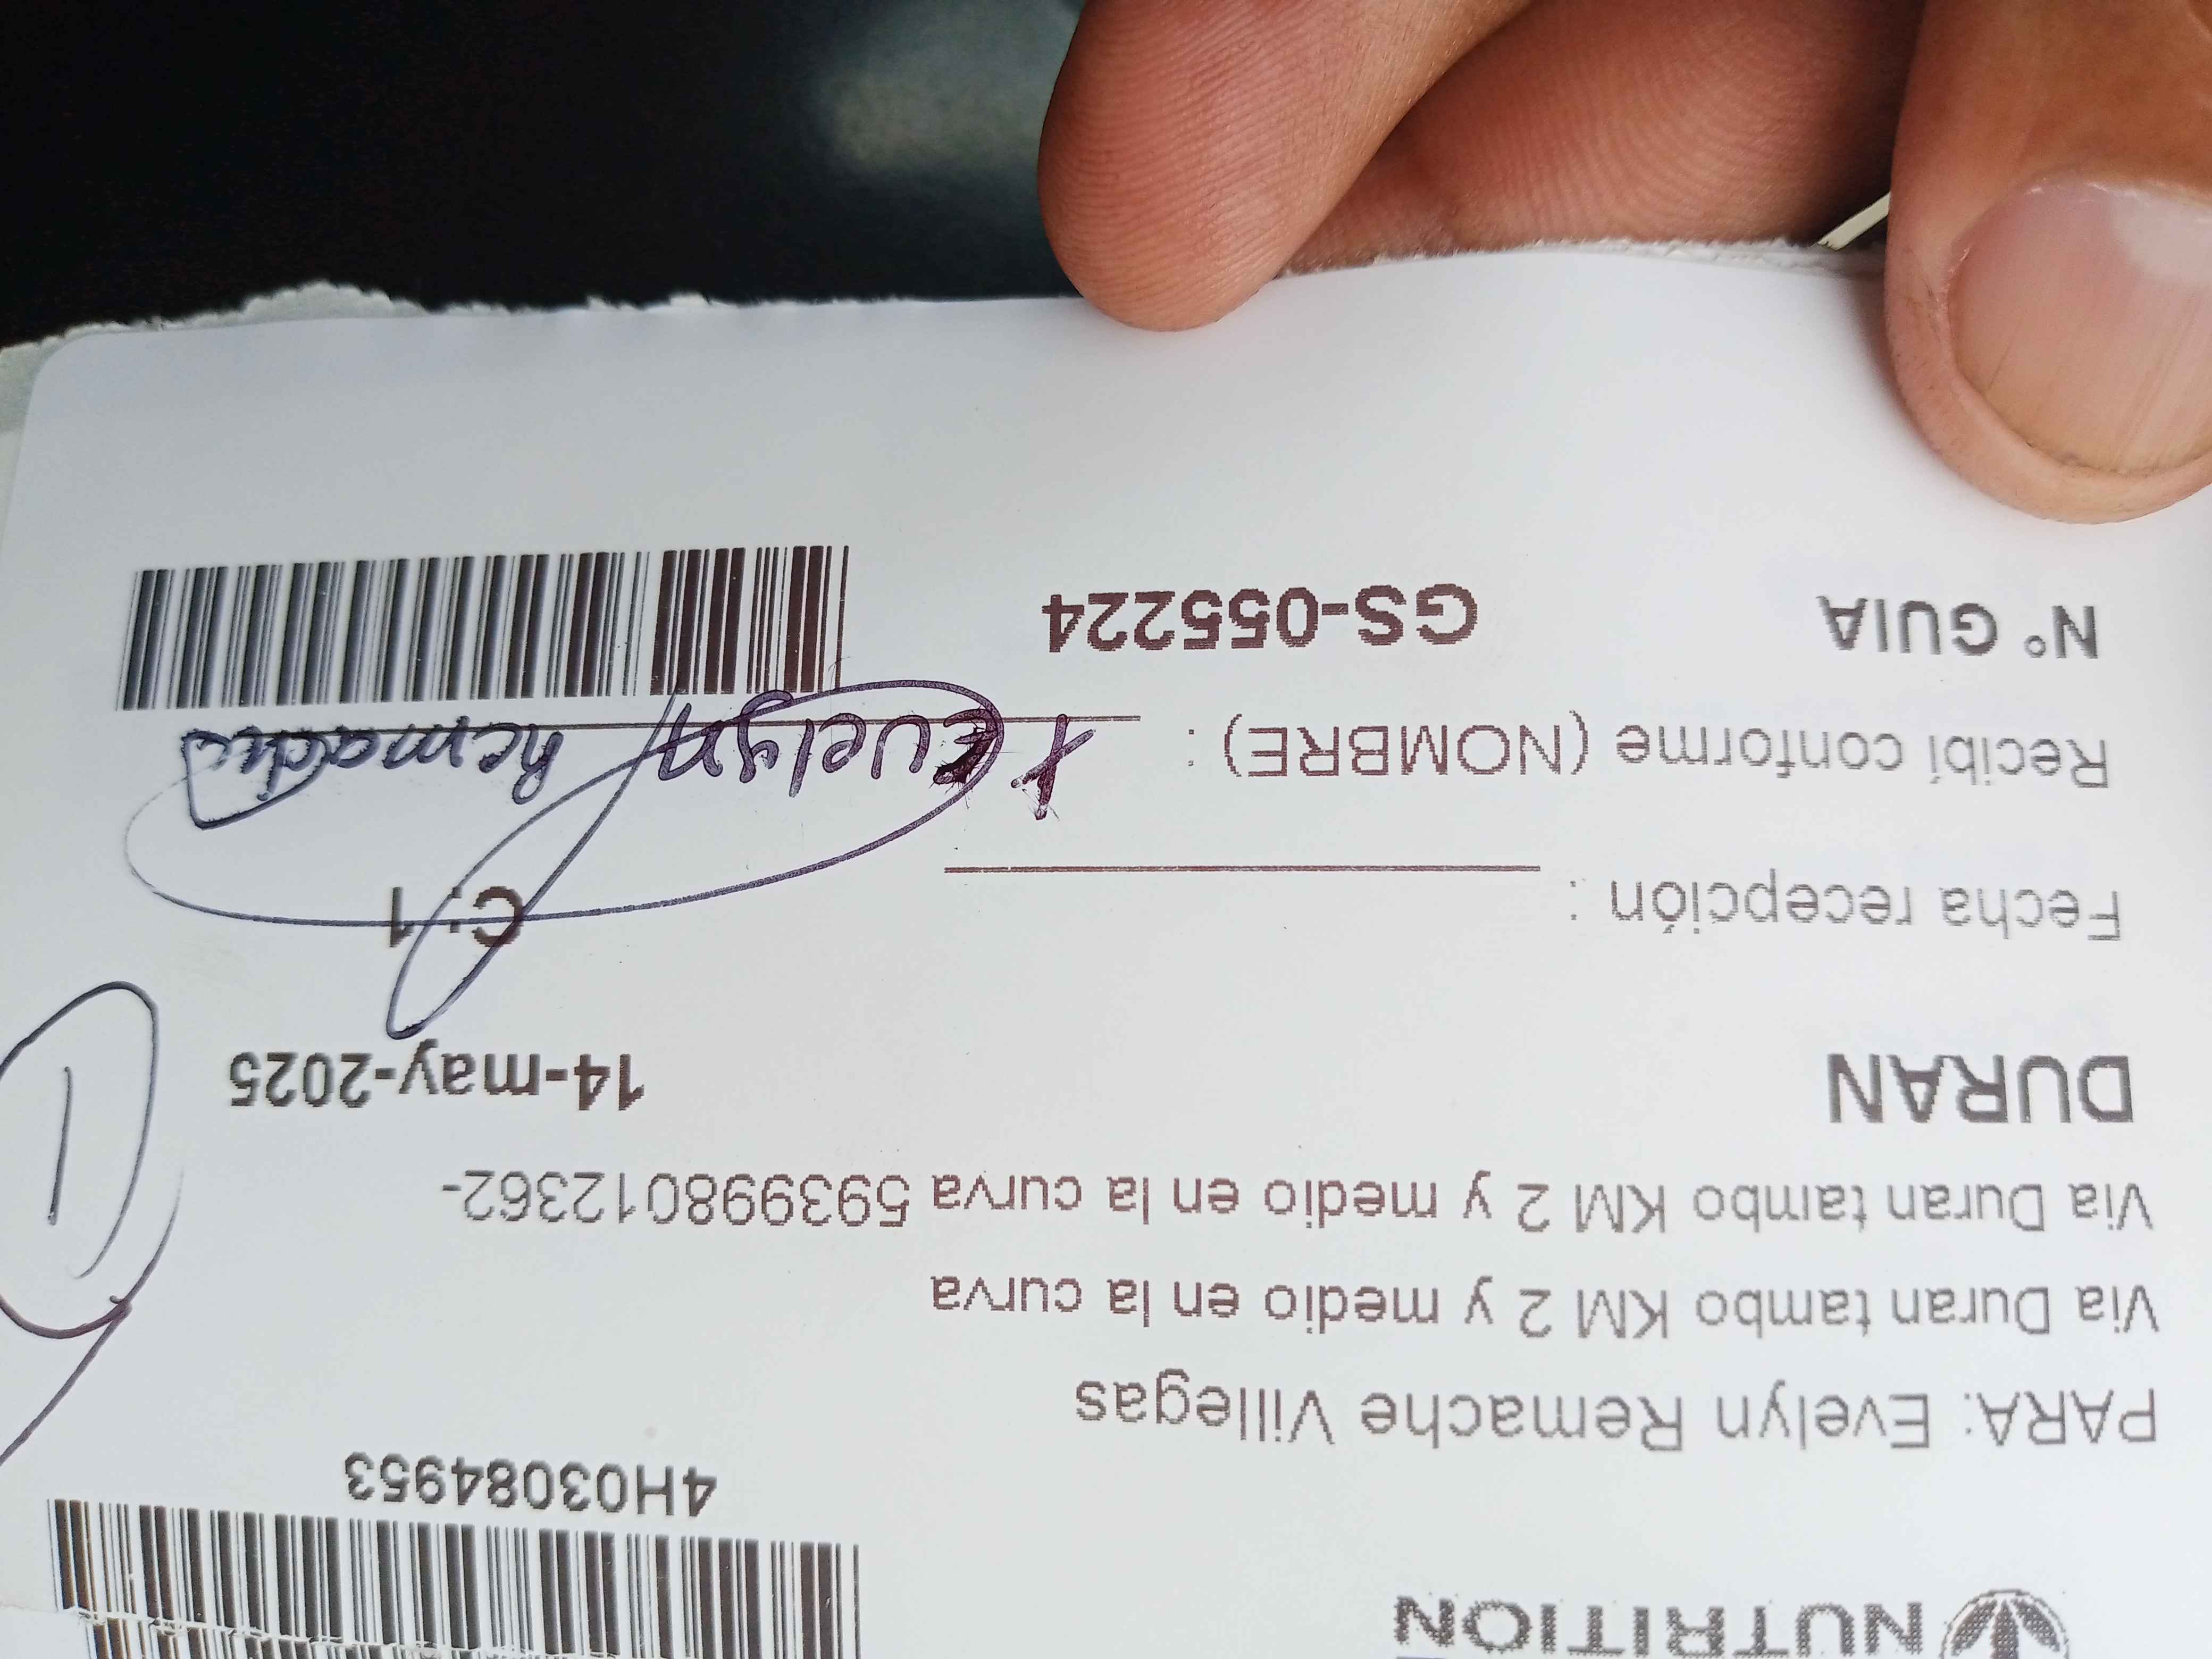 NUTRITION
4H03084953
PARA: Evelyn Remache Villegas
Via Duran tambo KM 2 y medio en la curva
Via Duran tambo KM 2 y medio en la curva 593998012362-
DURAN
14-may-2025
1
Fecha recepción :
C: 1
Recibí conforme (NOMBRE) :
Evelyn Remache
N° GUIA
GS-055224